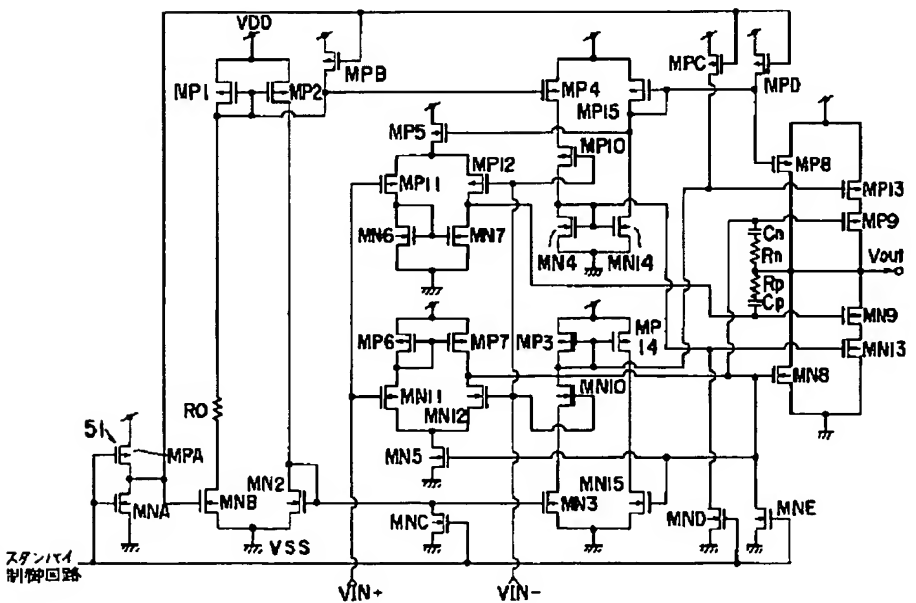 VDD
MPB
MPC
MPD
MP1
MP2
MP4
MP15
MP5
MP10
MP8
MP12
MP11
MP13
MP9
Cn
Rn
Vout
MN6
MN7
MN4
MN14
Rp
Cp
MN9
MP6
MP7
MP3
MP
14
MN13
MN8
MN11
MN12
MN10
R0
51
MPA
MN5
MNA
MNB
MN2
MN3
MN15
MND
MNE
MNC
VSS
スタンバイ
制御回路
VIN+
VIN-